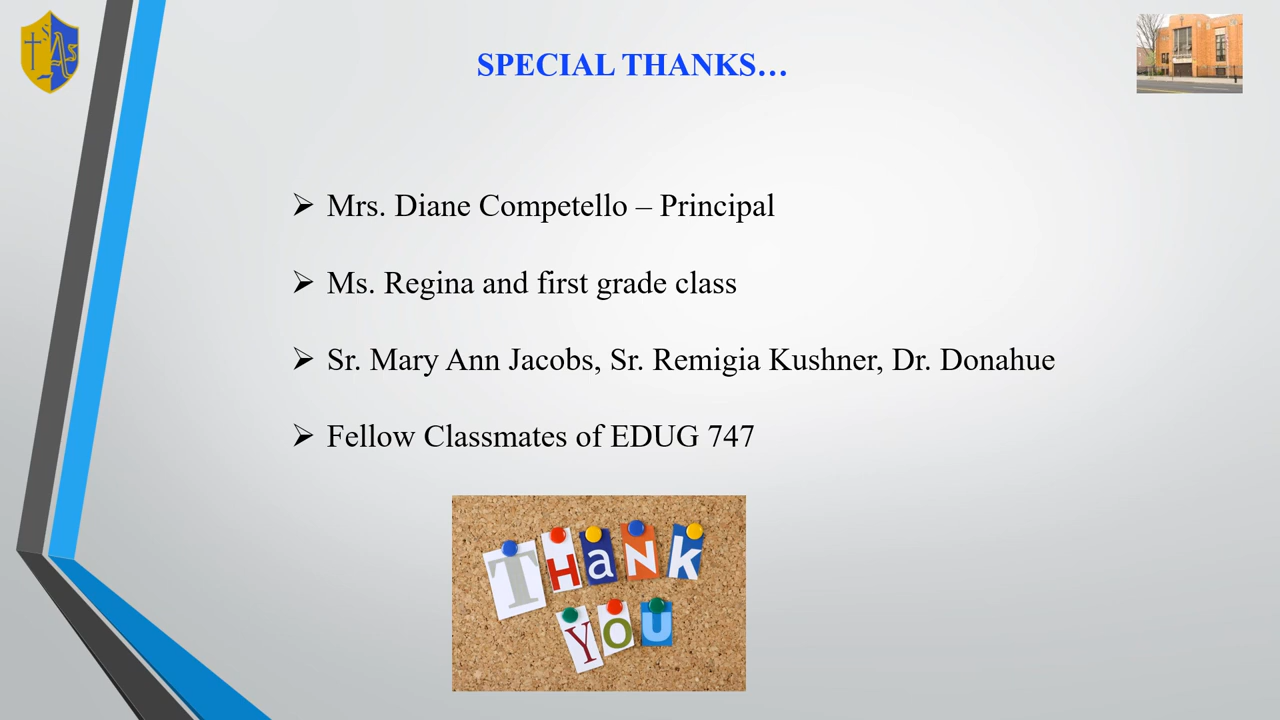 SPECIAL THANKS…
Mrs. Diane Competello – Principal
Ms. Regina and first grade class
Sr. Mary Ann Jacobs, Sr. Remigia Kushner, Dr. Donahue
Fellow Classmates of EDUG 747
THaNk
YOU